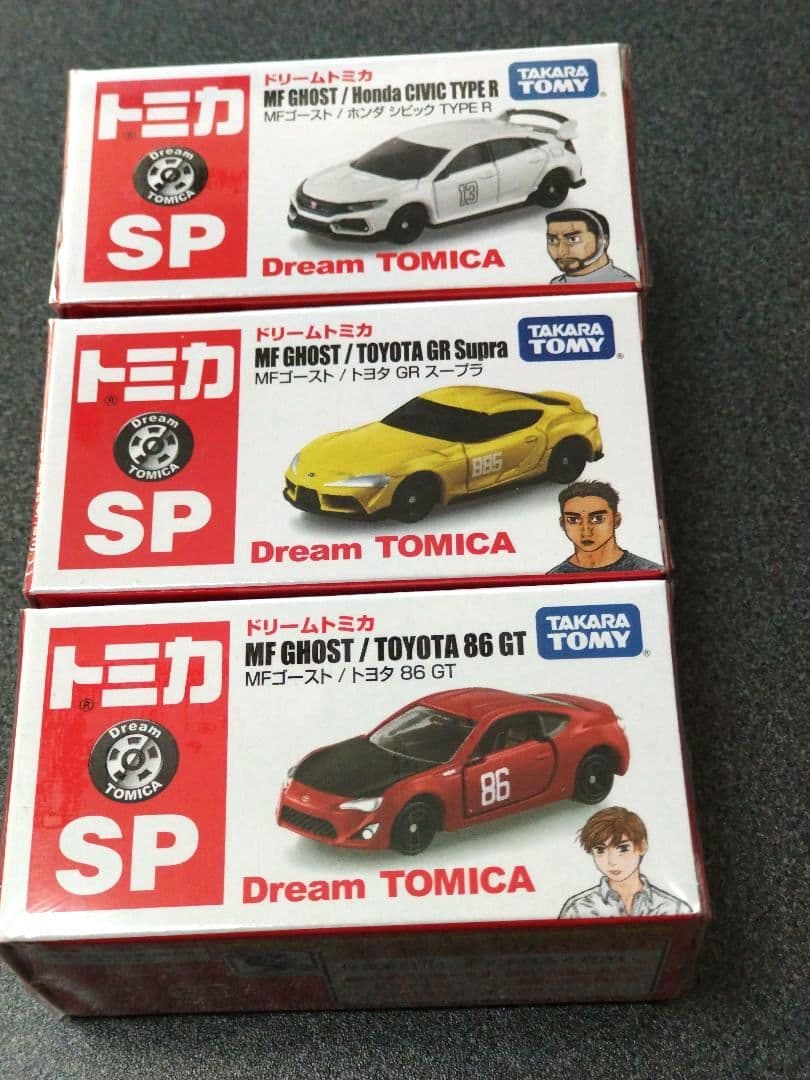 トミカ
®
Dream
TOMICA
SP
ドリームトミカ
MF GHOST / Honda CIVIC TYPE R
MFゴースト / ホンダ シビック TYPE R
TAKARA
TOMY®
13
Dream TOMICA
トミカ
®
Dream
TOMICA
SP
ドリームトミカ
MF GHOST / TOYOTA GR Supra
MFゴースト / トヨタ GR スープラ
TAKARA
TOMY®
885
Dream TOMICA
トミカ
®
Dream
TOMICA
SP
ドリームトミカ
MF GHOST / TOYOTA 86 GT
MFゴースト / トヨタ 86 GT
TAKARA
TOMY®
86
Dream TOMICA